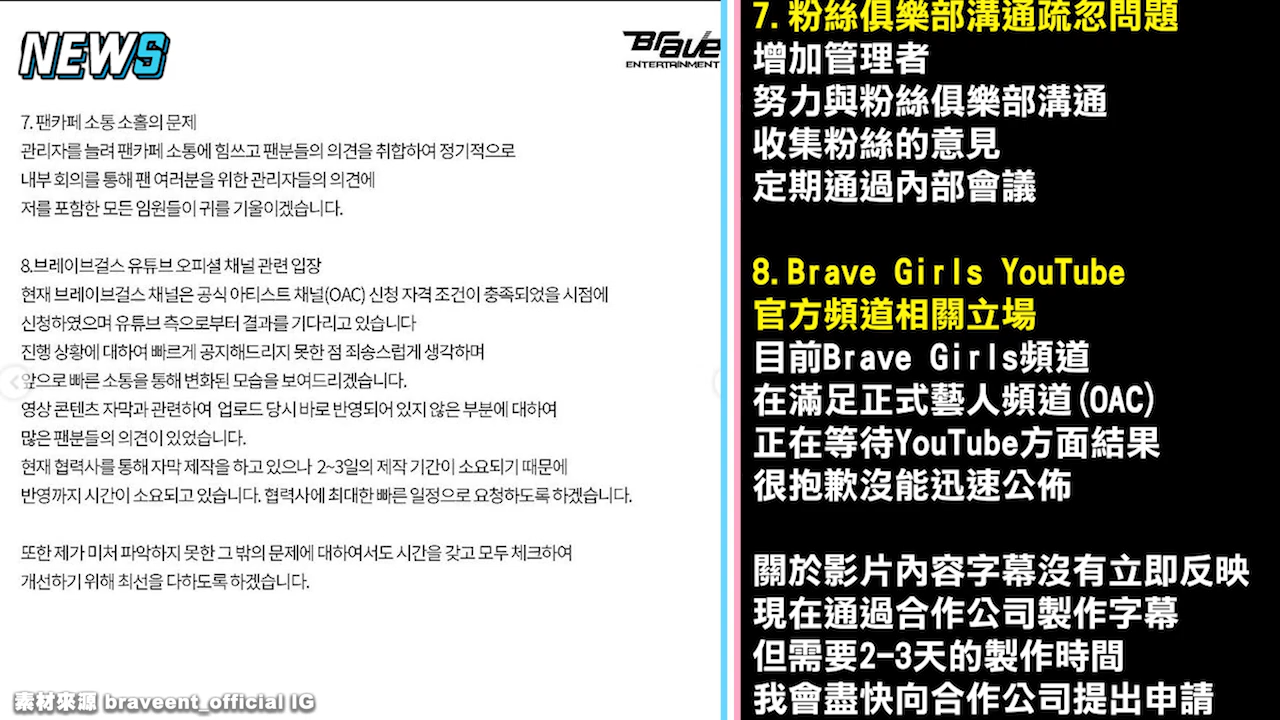 NEWS
Brave
ENTERTAINMENT
7. 팬카페 소통 소홀의 문제
관리자를 늘려 팬카페 소통에 힘쓰고 팬분들의 의견을 취합하여 정기적으로
내부 회의를 통해 팬 여러분을 위한 관리자들의 의견에
저를 포함한 모든 임원들이 귀를 기울이겠습니다.
8.브레이브걸스 유튜브 오피셜 채널 관련 입장
현재 브레이브걸스 채널은 공식 아티스트 채널(OAC) 신청 자격 조건이 충족되었을 시점에
신청하였으며 유튜브 측으로부터 결과를 기다리고 있습니다
진행 상황에 대하여 빠르게 공지해드리지 못한 점 죄송스럽게 생각하며
앞으로 빠른 소통을 통해 변화된 모습을 보여드리겠습니다.
영상 콘텐츠 자막과 관련하여 업로드 당시 바로 반영되어 있지 않은 부분에 대하여
많은 팬분들의 의견이 있었습니다.
현재 협력사를 통해 자막 제작을 하고 있으나 2~3일의 제작 기간이 소요되기 때문에
반영까지 시간이 소요되고 있습니다. 협력사에 최대한 빠른 일정으로 요청하도록 하겠습니다.
또한 제가 미처 파악하지 못한 그 밖의 문제에 대하여서도 시간을 갖고 모두 체크하여
개선하기 위해 최선을 다하도록 하겠습니다.
素材來源 braveent_official IG
7.粉絲俱樂部溝通疏忽問題
增加管理者
努力與粉絲俱樂部溝通
收集粉絲的意見
定期通過內部會議
8.Brave Girls YouTube
官方頻道相關立場
目前Brave Girls頻道
在滿足正式藝人頻道(OAC)
正在等待YouTube方面結果
很抱歉沒能迅速公佈
關於影片內容字幕沒有立即反映
現在通過合作公司製作字幕
但需要2-3天的製作時間
我會盡快向合作公司提出申請